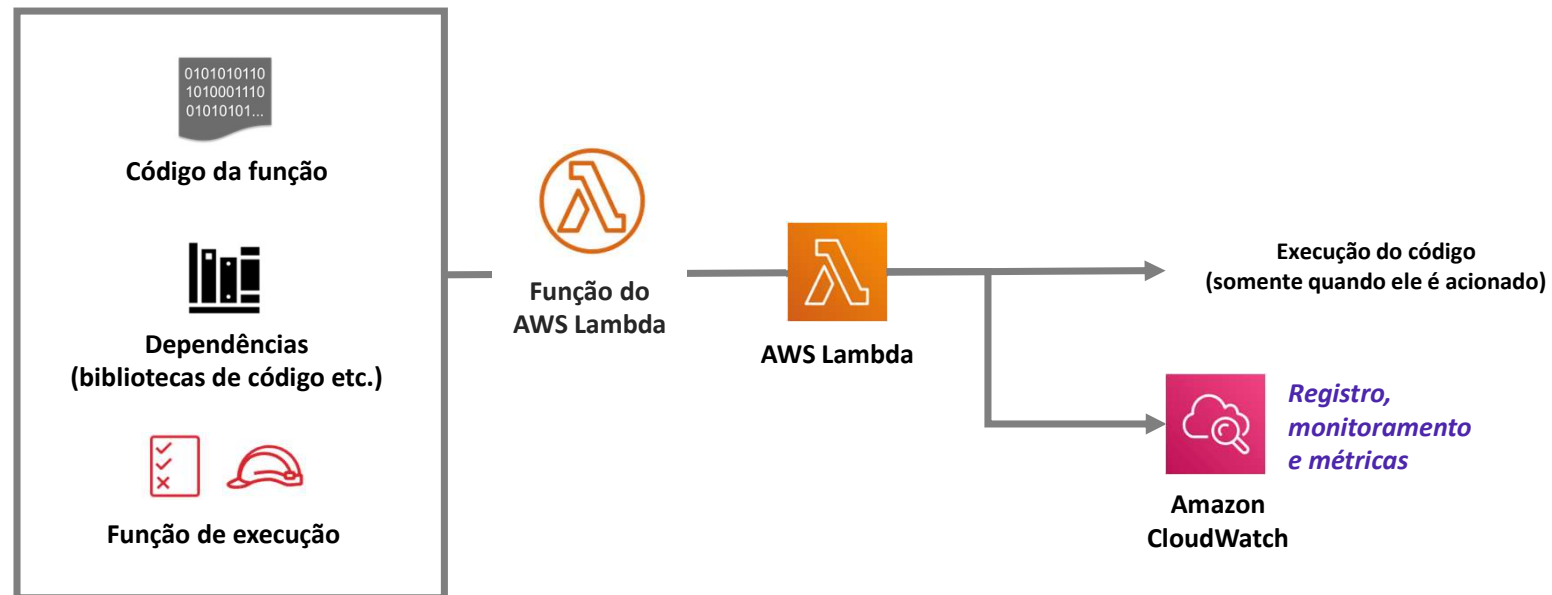 0101010110
1010001110
01010101...
Código da função
Dependências
(bibliotecas de código etc.)
Função de execução
Função do
AWS Lambda
AWS Lambda
Execução do código
(somente quando ele é acionado)
Registro,
monitoramento
e métricas
Amazon
CloudWatch